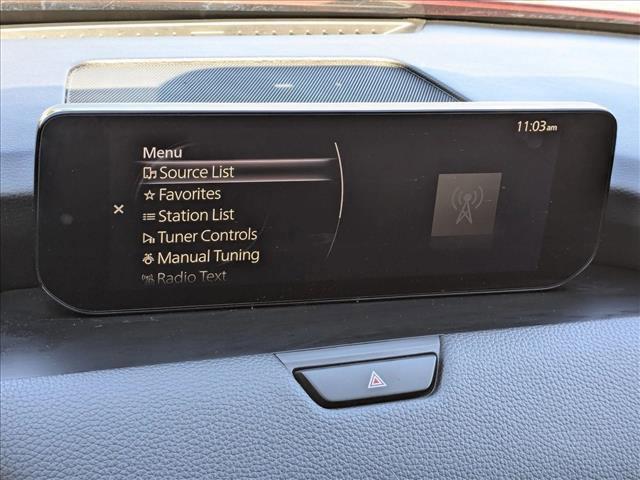 11:03am
Menu
Source List
Favorites
Station List
Tuner Controls
Manual Tuning
Radio Text